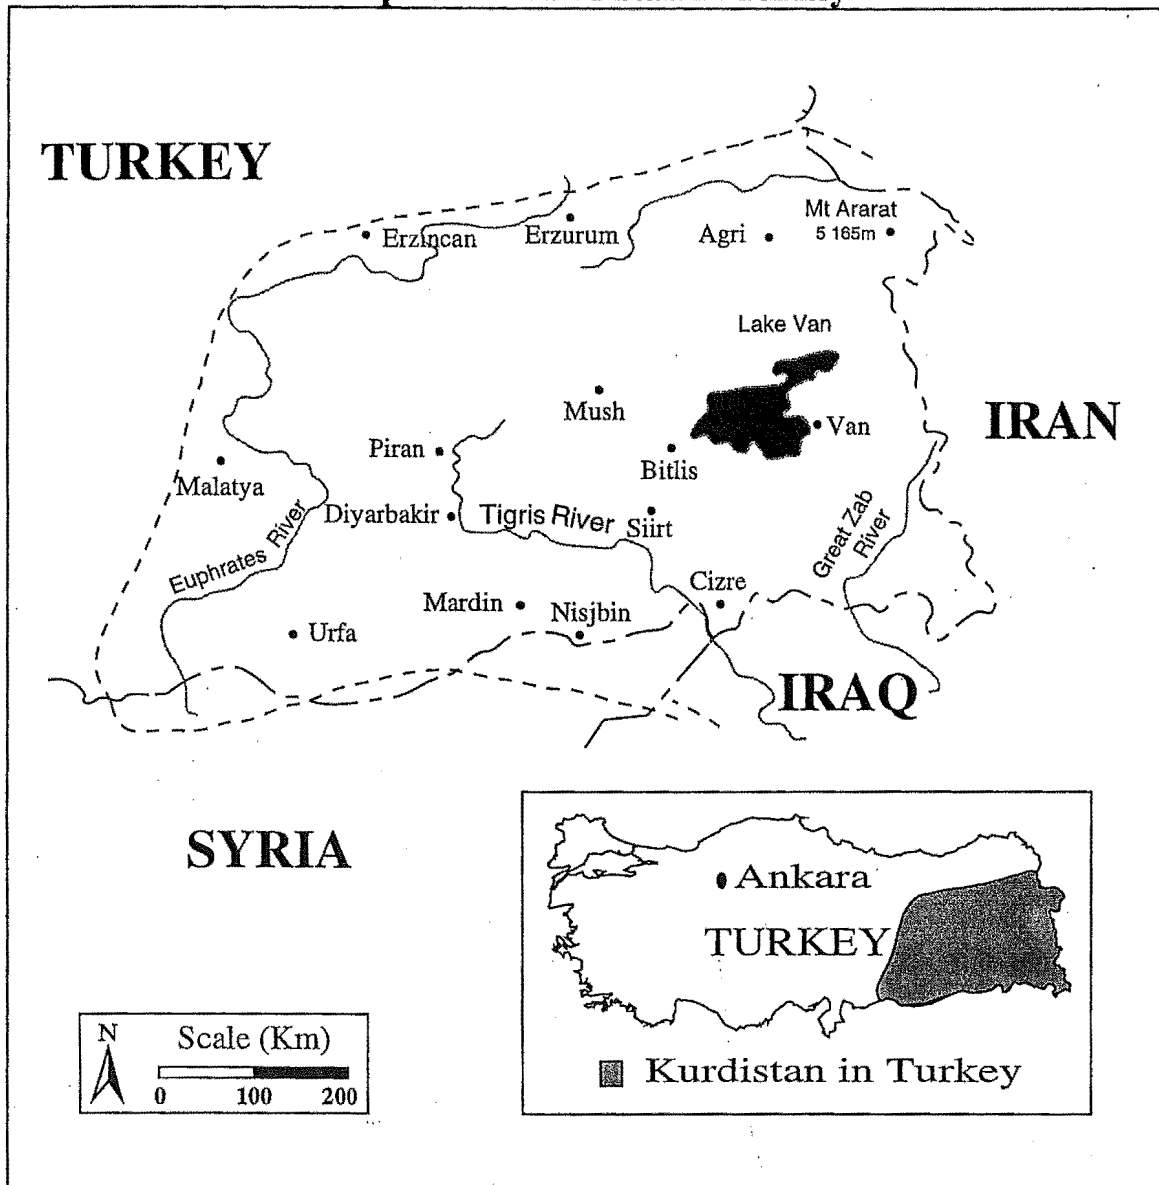 TURKEY
Mt Ararat
5 165m
Erzincan
Erzurum
Agri
Lake Van
Mush
Van
IRAN
Piran
Bitlis
Malatya
Diyarbakir
Tigris River
Siirt
Great Zab
River
Euphrates River
Cizre
Mardin
Nisjbin
Urfa
IRAQ
SYRIA
Ankara
TURKEY
Kurdistan in Turkey
N
Scale (Km)
0 100 200